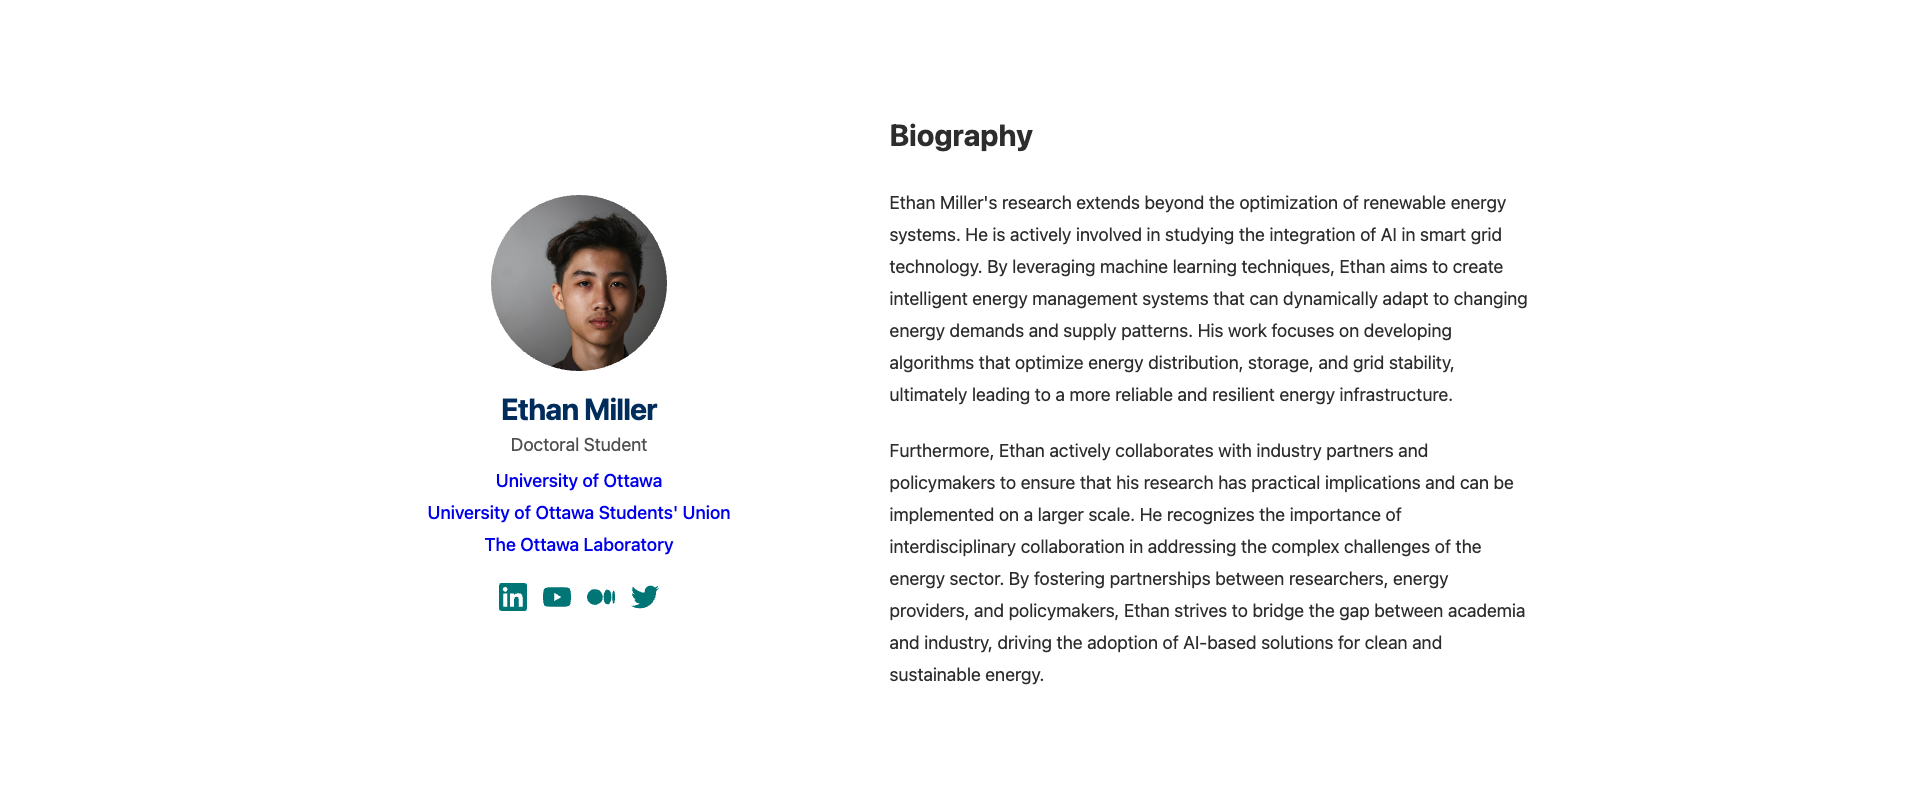 Ethan Miller
Doctoral Student
University of Ottawa
University of Ottawa Students' Union
The Ottawa Laboratory
in
Biography
Ethan Miller's research extends beyond the optimization of renewable energy
systems. He is actively involved in studying the integration of AI in smart grid
technology. By leveraging machine learning techniques, Ethan aims to create
intelligent energy management systems that can dynamically adapt to changing
energy demands and supply patterns. His work focuses on developing
algorithms that optimize energy distribution, storage, and grid stability,
ultimately leading to a more reliable and resilient energy infrastructure.
Furthermore, Ethan actively collaborates with industry partners and
policymakers to ensure that his research has practical implications and can be
implemented on a larger scale. He recognizes the importance of
interdisciplinary collaboration in addressing the complex challenges of the
energy sector. By fostering partnerships between researchers, energy
providers, and policymakers, Ethan strives to bridge the gap between academia
and industry, driving the adoption of AI-based solutions for clean and
sustainable energy.